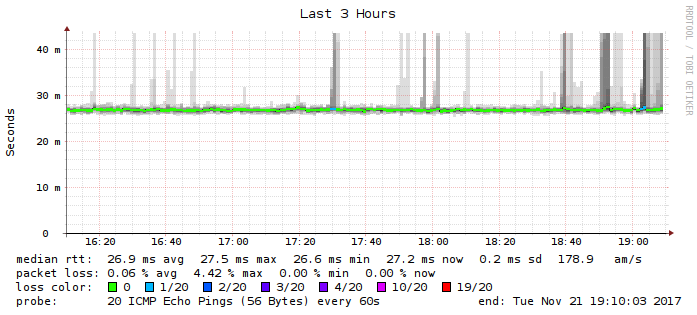 Last 3 Hours
RRDTOOL / TOBI OETIKER
Seconds
40 m
30 m
20 m
10 m
0
16:20 16:40 17:00 17:20 17:40 18:00 18:20 18:40 19:00
median rtt: 26.9 ms avg 27.5 ms max 26.6 ms min 27.2 ms now 0.2 ms sd 178.9 am/s
packet loss: 0.06 % avg 4.42 % max 0.00 % min 0.00 % now
loss color: 0 1/20 2/20 3/20 4/20 10/20 19/20
probe: 20 ICMP Echo Pings (56 Bytes) every 60s end: Tue Nov 21 19:10:03 2017